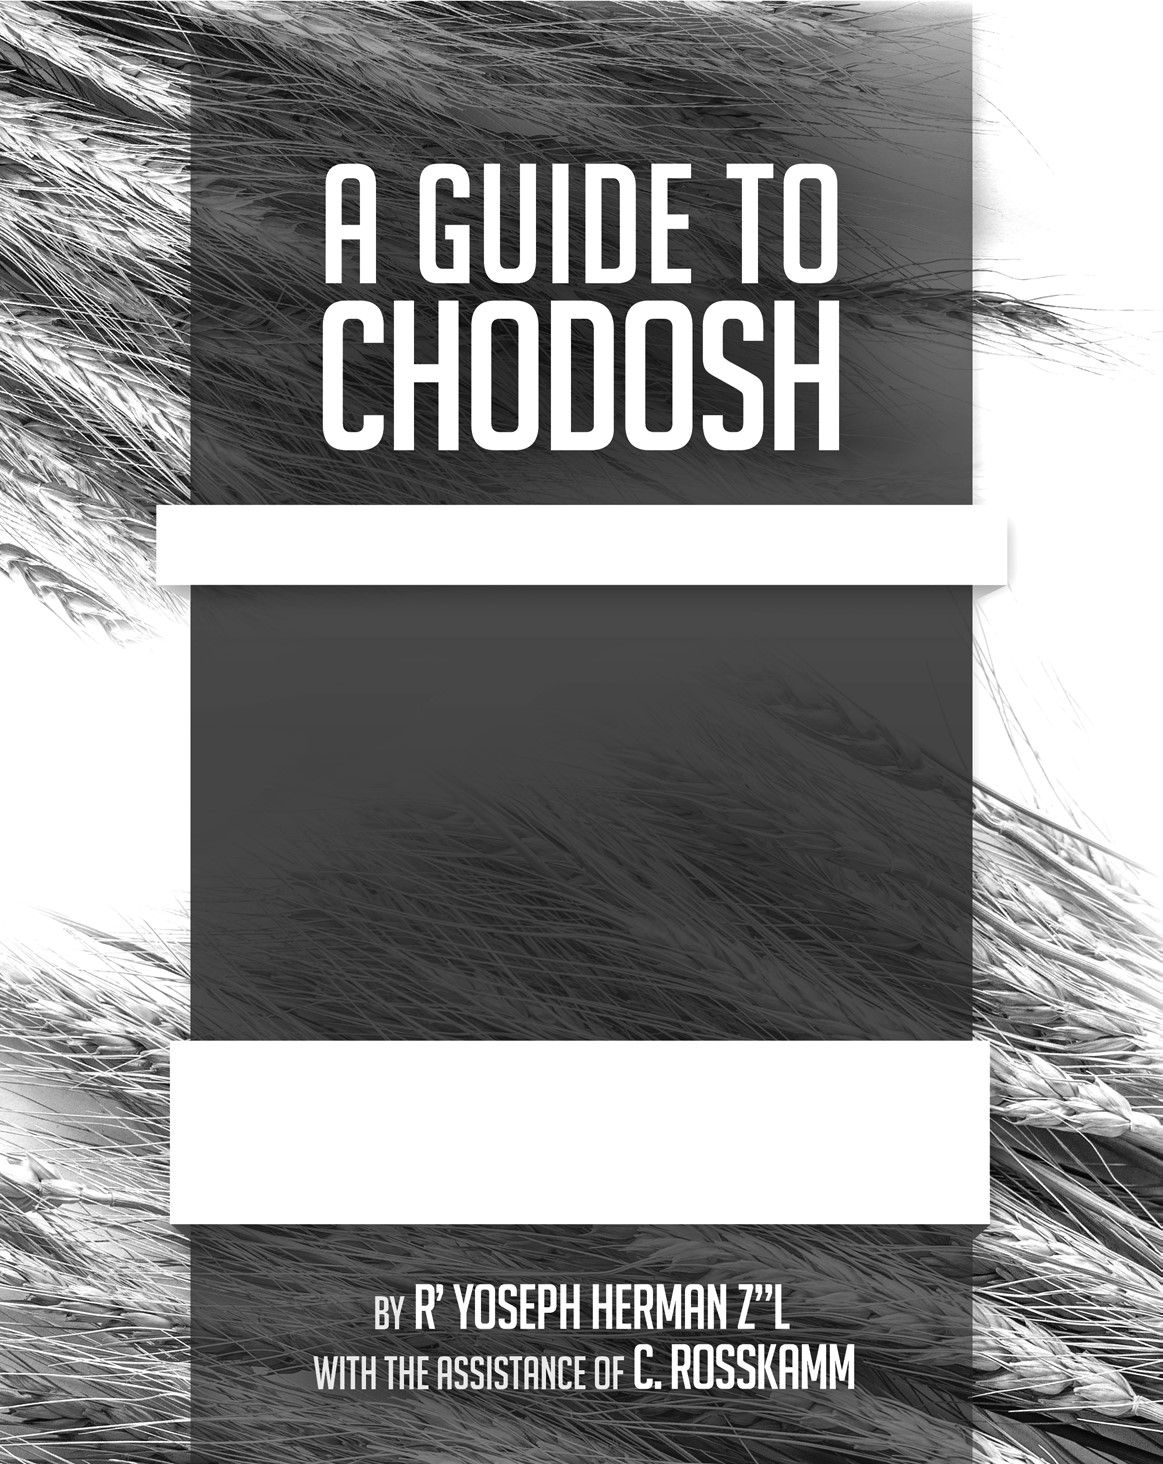 A GUIDE TO
CHODOSH
BY R’ YOSEPH HERMAN Z”L
WITH THE ASSISTANCE OF C. ROSSKAMM